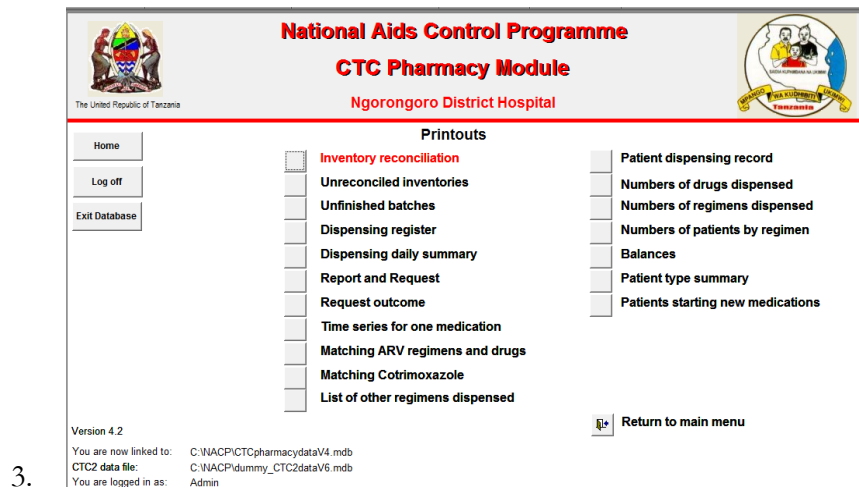 National Aids Control Programme
CTC Pharmacy Module
Ngorongoro District Hospital
The United Republic of Tanzania
MPANGO WA KUDHIBITI UKIMWI
Tanzania
Printouts
Home
Log off
Exit Database
Inventory reconciliation
Unreconciled inventories
Unfinished batches
Dispensing register
Dispensing daily summary
Report and Request
Request outcome
Time series for one medication
Matching ARV regimens and drugs
Matching Cotrimoxazole
List of other regimens dispensed
Patient dispensing record
Numbers of drugs dispensed
Numbers of regimens dispensed
Numbers of patients by regimen
Balances
Patient type summary
Patients starting new medications
Return to main menu
Version 4.2
You are now linked to: C:\NACP\CTCpharmacydataV4.mdb
CTC2 data file: C:\NACP\dummy_CTC2dataV6.mdb
You are logged in as: Admin
3.